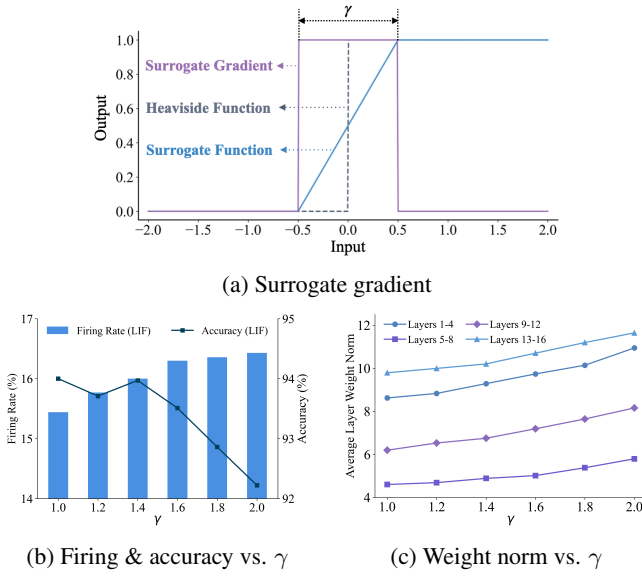 γ
Output
1.0
0.8
0.6
0.4
0.2
0.0
Surrogate Gradient
Heaviside Function
Surrogate Function
−2.0 −1.5 −1.0 −0.5 0.0 0.5 1.0 1.5 2.0
Input
(a) Surrogate gradient
Firing Rate (%)
17
16
15
14
Firing Rate (LIF) Accuracy (LIF)
95
94
93
92
Accuracy (%)
1.0 1.2 1.4 1.6 1.8 2.0
γ
(b) Firing & accuracy vs. γ
Average Layer Weight Norm
12
10
8
6
4
Layers 1-4 Layers 9-12
Layers 5-8 Layers 13-16
1.0 1.2 1.4 1.6 1.8 2.0
γ
(c) Weight norm vs. γ